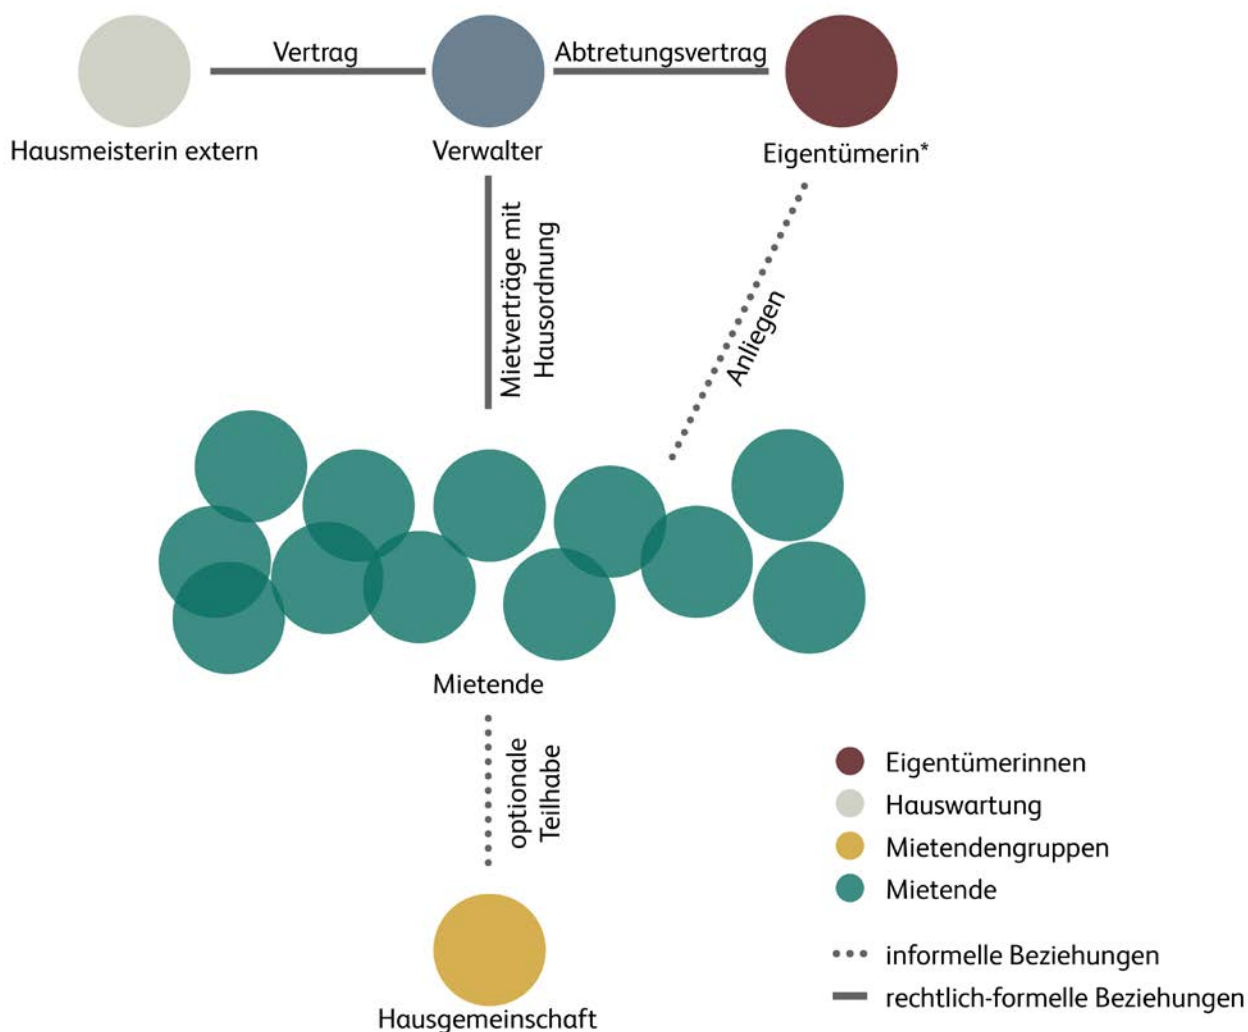 Vertrag
Abtretungsvertrag
Hausmeisterin extern
Verwalter
Eigentümerin*
Mietverträge mit
Hausordnung
Anliegen
Mietende
optionale
Teilhabe
Hausgemeinschaft
Eigentümerinnen
Hauswartung
Mietendengruppen
Mietende
informelle Beziehungen
rechtlich-formelle Beziehungen